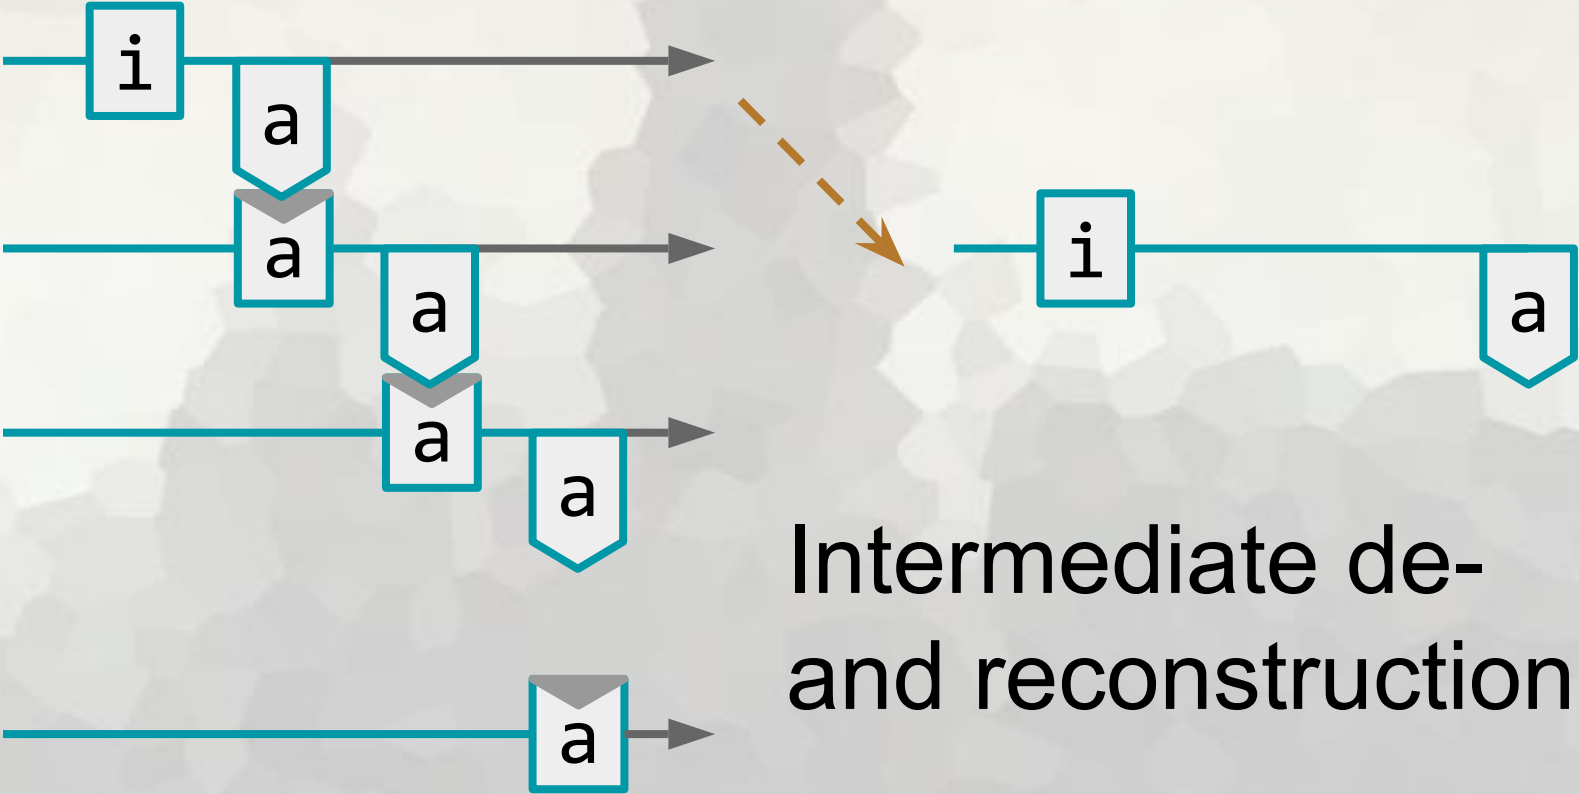 i
a
a
i
a
a
a
a
a
Intermediate de-
and reconstruction